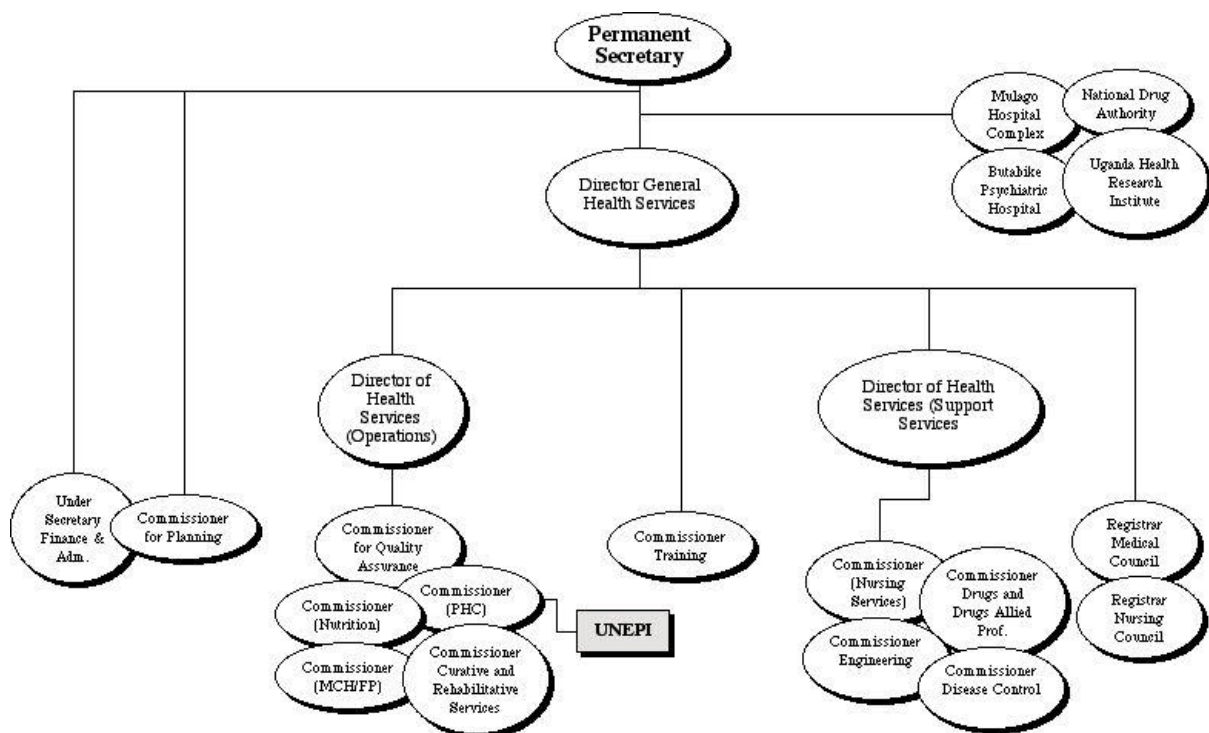 Permanent
Secretary
Mulago
Hospital
Complex
National Drug
Authority
Butabike
Psychiatric
Hospital
Uganda Health
Research
Institute
Director General
Health Services
Director of
Health
Services
(Operations)
Director of Health
Services (Support
Services
Under
Secretary
Finance &
Adm.
Commissioner
for Planning
Commissioner
for Quality
Assurance
Commissioner
(PHC)
Commissioner
(Nutrition)
Commissioner
(MCH/FP)
Commissioner
Curative and
Rehabilitative
Services
UNEPI
Commissioner
Training
Commissioner
(Nursing
Services)
Commissioner
Drugs and
Drugs Allied
Prof.
Commissioner
Engineering
Commissioner
Disease Control
Registrar
Medical
Council
Registrar
Nursing
Council